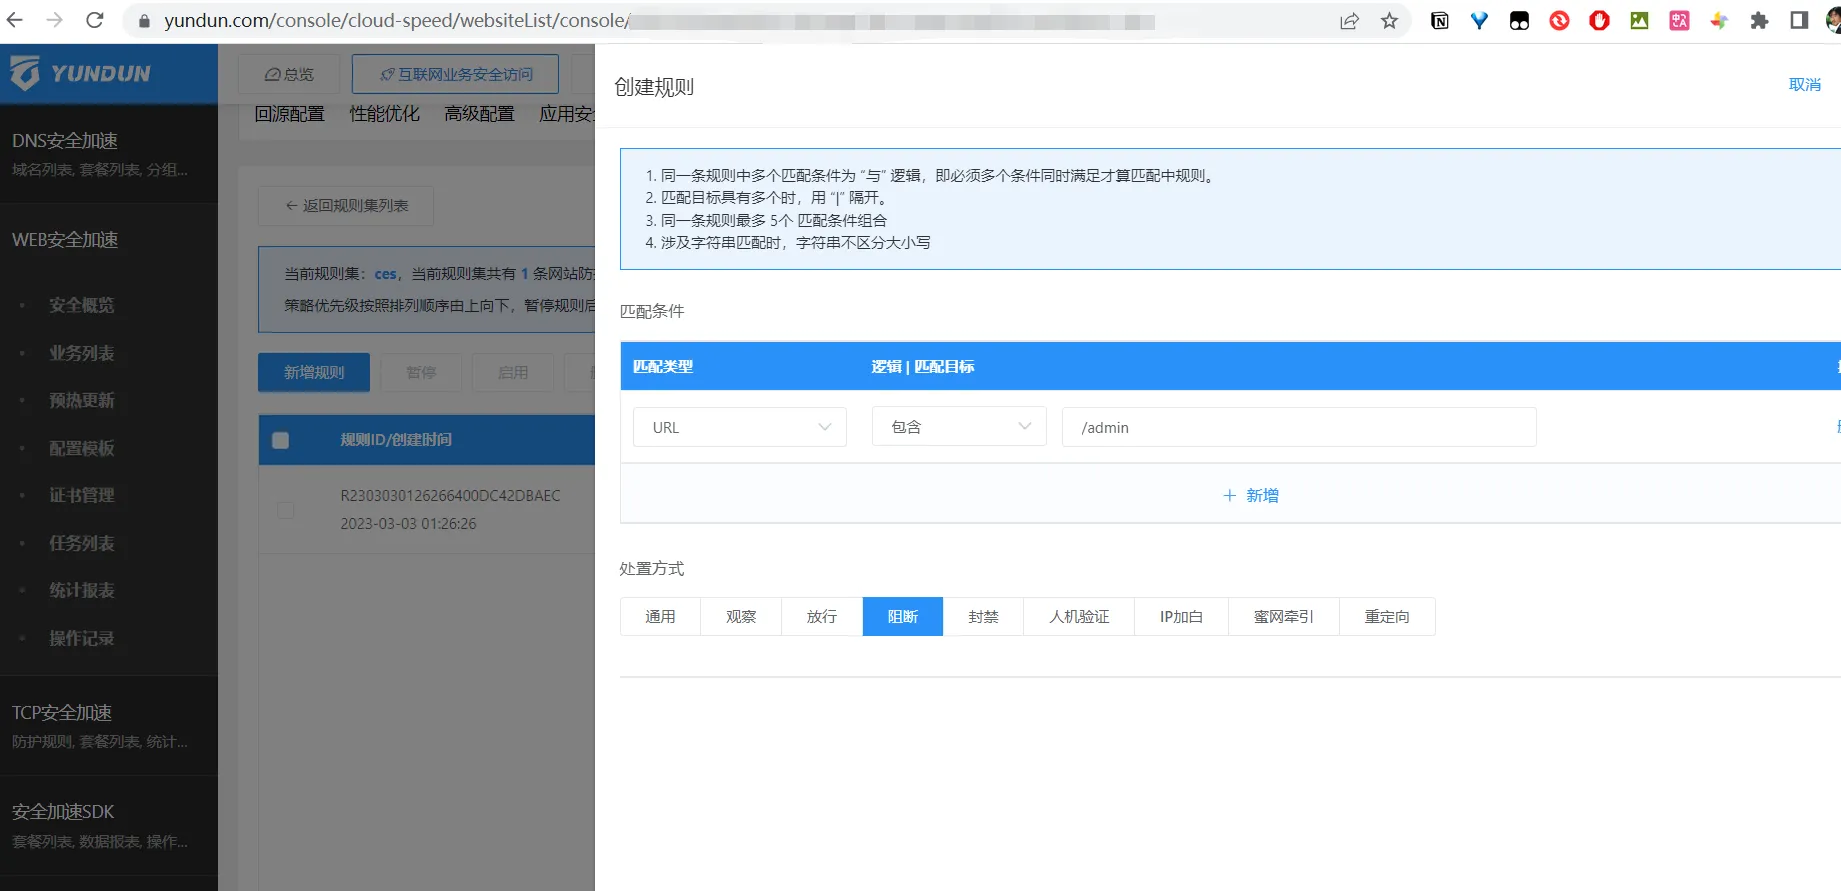 yundun.com/console/cloud-speed/websiteList/console/
YUNDUN
DNS安全加速
域名列表, 套餐列表, 分组...
WEB安全加速
安全概览
业务列表
预热更新
配置模板
证书管理
任务列表
统计报表
操作记录
TCP安全加速
防护规则, 套餐列表, 统计...
安全加速SDK
套餐列表, 数据报表, 操作...
总览
互联网业务安全访问
回源配置 性能优化 高级配置 应用安
← 返回规则集列表
当前规则集：ces，当前规则集共有 1 条网站防
策略优先级按照排列顺序由上向下，暂停规则后
新增规则 暂停 启用
规则ID/创建时间
R2303030126266400DC42DBAEC
2023-03-03 01:26:26
创建规则
取消
1. 同一条规则中多个匹配条件为 “与” 逻辑，即必须多个条件同时满足才算匹配中规则。
2. 匹配目标具有多个时，用 “|” 隔开。
3. 同一条规则最多 5个 匹配条件组合
4. 涉及字符串匹配时，字符串不区分大小写
匹配条件
匹配类型 逻辑 | 匹配目标
URL 包含 /admin
+ 新增
处置方式
通用 观察 放行 阻断 封禁 人机验证 IP加白 蜜网牵引 重定向